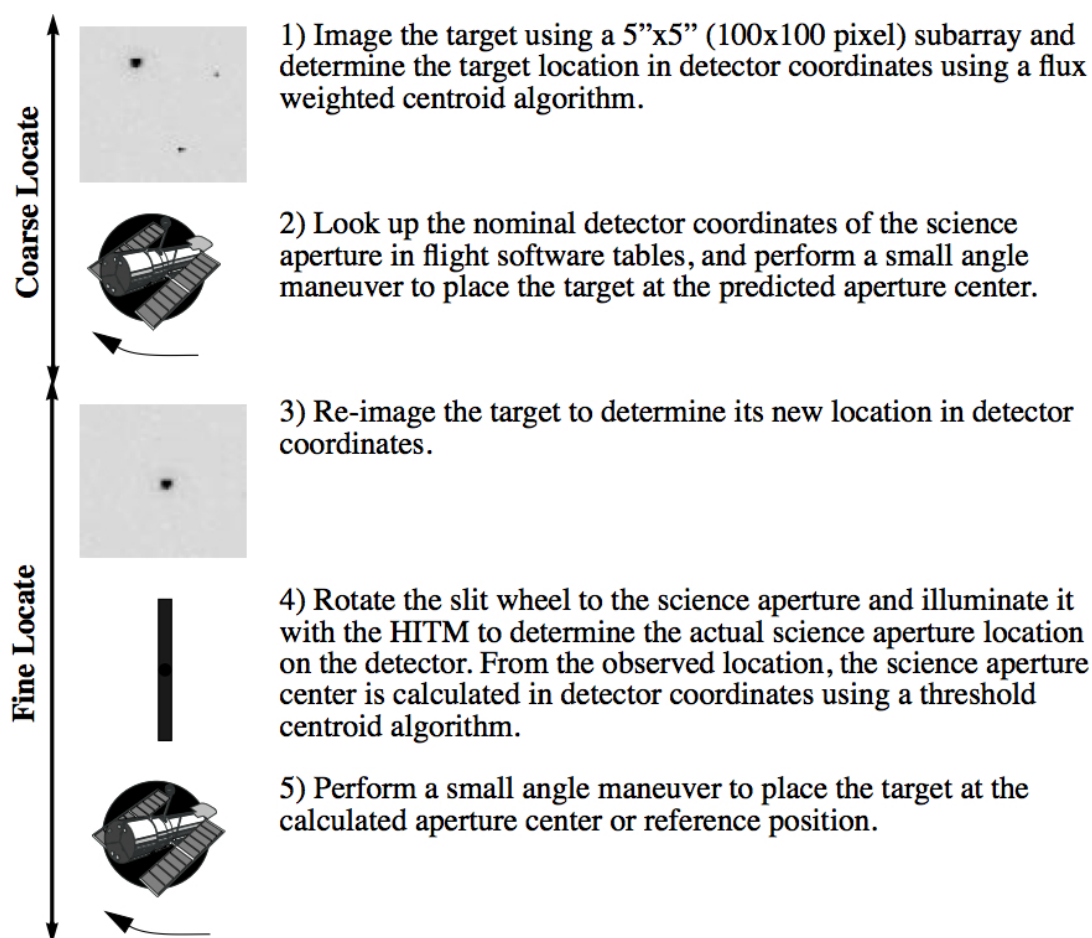 Coarse Locate
1) Image the target using a 5”x5” (100x100 pixel) subarray and
determine the target location in detector coordinates using a flux
weighted centroid algorithm.
2) Look up the nominal detector coordinates of the science
aperture in flight software tables, and perform a small angle
maneuver to place the target at the predicted aperture center.
Fine Locate
3) Re-image the target to determine its new location in detector
coordinates.
4) Rotate the slit wheel to the science aperture and illuminate it
with the HITM to determine the actual science aperture location
on the detector. From the observed location, the science aperture
center is calculated in detector coordinates using a threshold
centroid algorithm.
5) Perform a small angle maneuver to place the target at the
calculated aperture center or reference position.